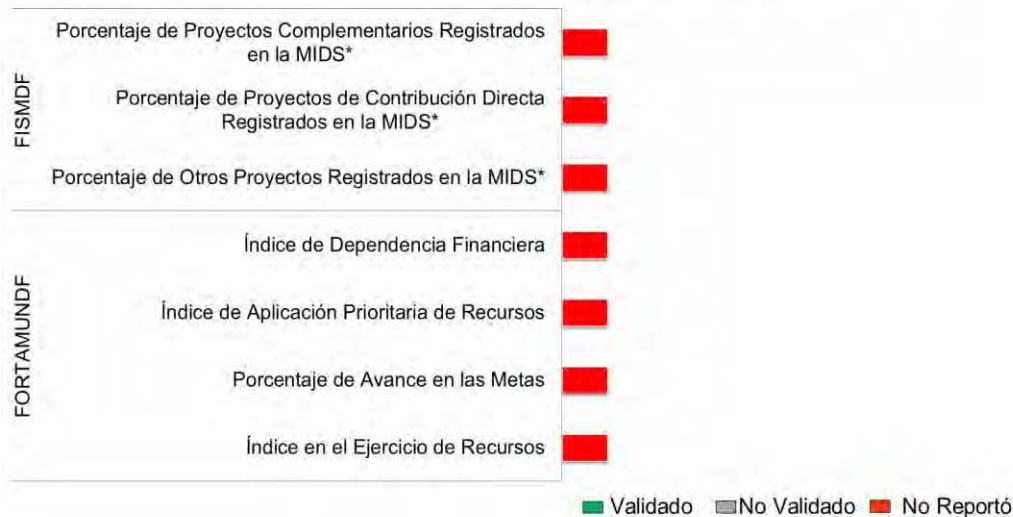 FISMDF
Porcentaje de Proyectos Complementarios Registrados
en la MIDS*
Porcentaje de Proyectos de Contribución Directa
Registrados en la MIDS*
Porcentaje de Otros Proyectos Registrados en la MIDS*
FORTAMUNDF
Índice de Dependencia Financiera
Índice de Aplicación Prioritaria de Recursos
Porcentaje de Avance en las Metas
Índice en el Ejercicio de Recursos
Validado No Validado No Reportó